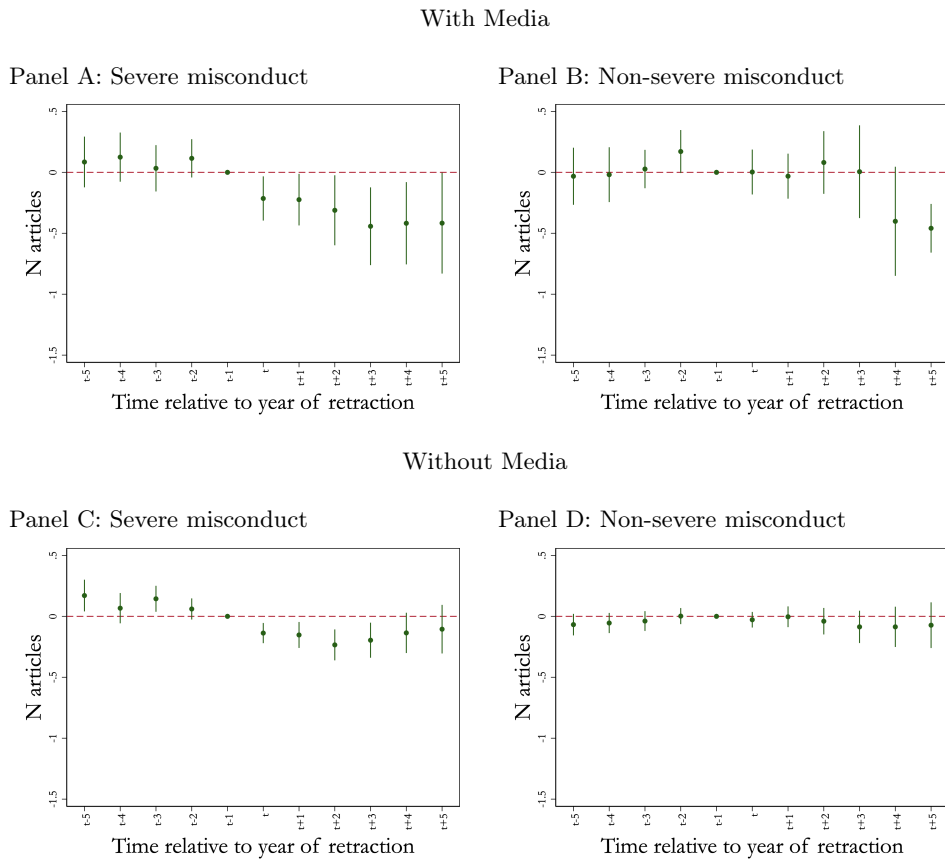 With Media
Panel A: Severe misconduct
N articles
.5
0
-.5
-1
-1.5
t-5 t-4 t-3 t-2 t-1 t t+1 t+2 t+3 t+4 t+5
Time relative to year of retraction
Panel B: Non-severe misconduct
N articles
.5
0
-.5
-1
-1.5
t-5 t-4 t-3 t-2 t-1 t t+1 t+2 t+3 t+4 t+5
Time relative to year of retraction
Without Media
Panel C: Severe misconduct
N articles
.5
0
-.5
-1
-1.5
t-5 t-4 t-3 t-2 t-1 t t+1 t+2 t+3 t+4 t+5
Time relative to year of retraction
Panel D: Non-severe misconduct
N articles
.5
0
-.5
-1
-1.5
t-5 t-4 t-3 t-2 t-1 t t+1 t+2 t+3 t+4 t+5
Time relative to year of retraction